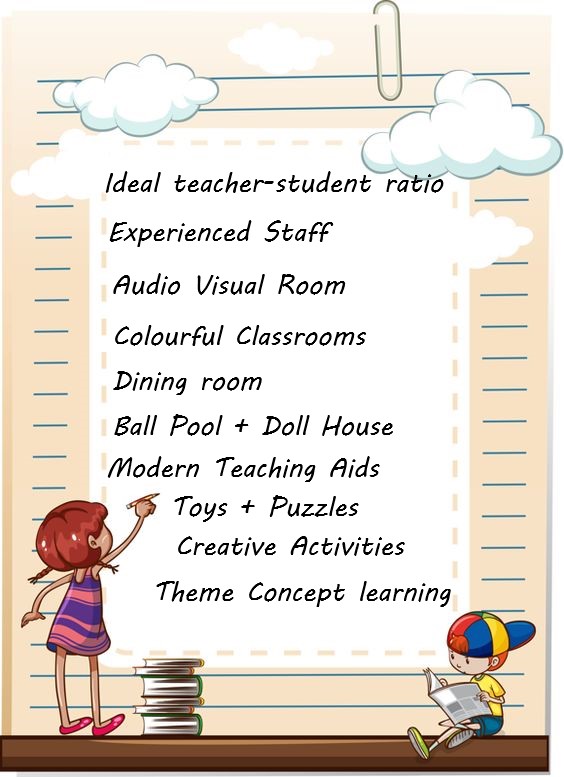 Ideal teacher-student ratio
Experienced Staff
Audio Visual Room
Colourful Classrooms
Dining room
Ball Pool + Doll House
Modern Teaching Aids
Toys + Puzzles
Creative Activities
Theme Concept learning